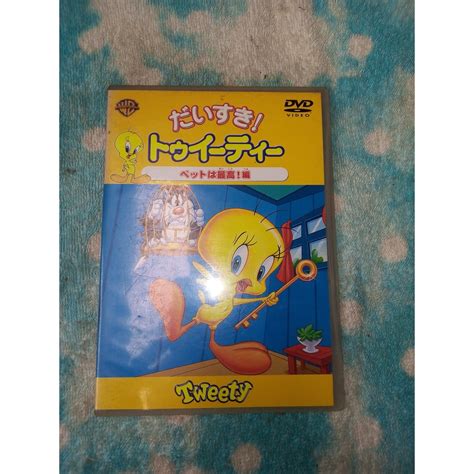 だいすき!
DVD
VIDEO
トゥイーティー
ペットは最高!編
Tweety